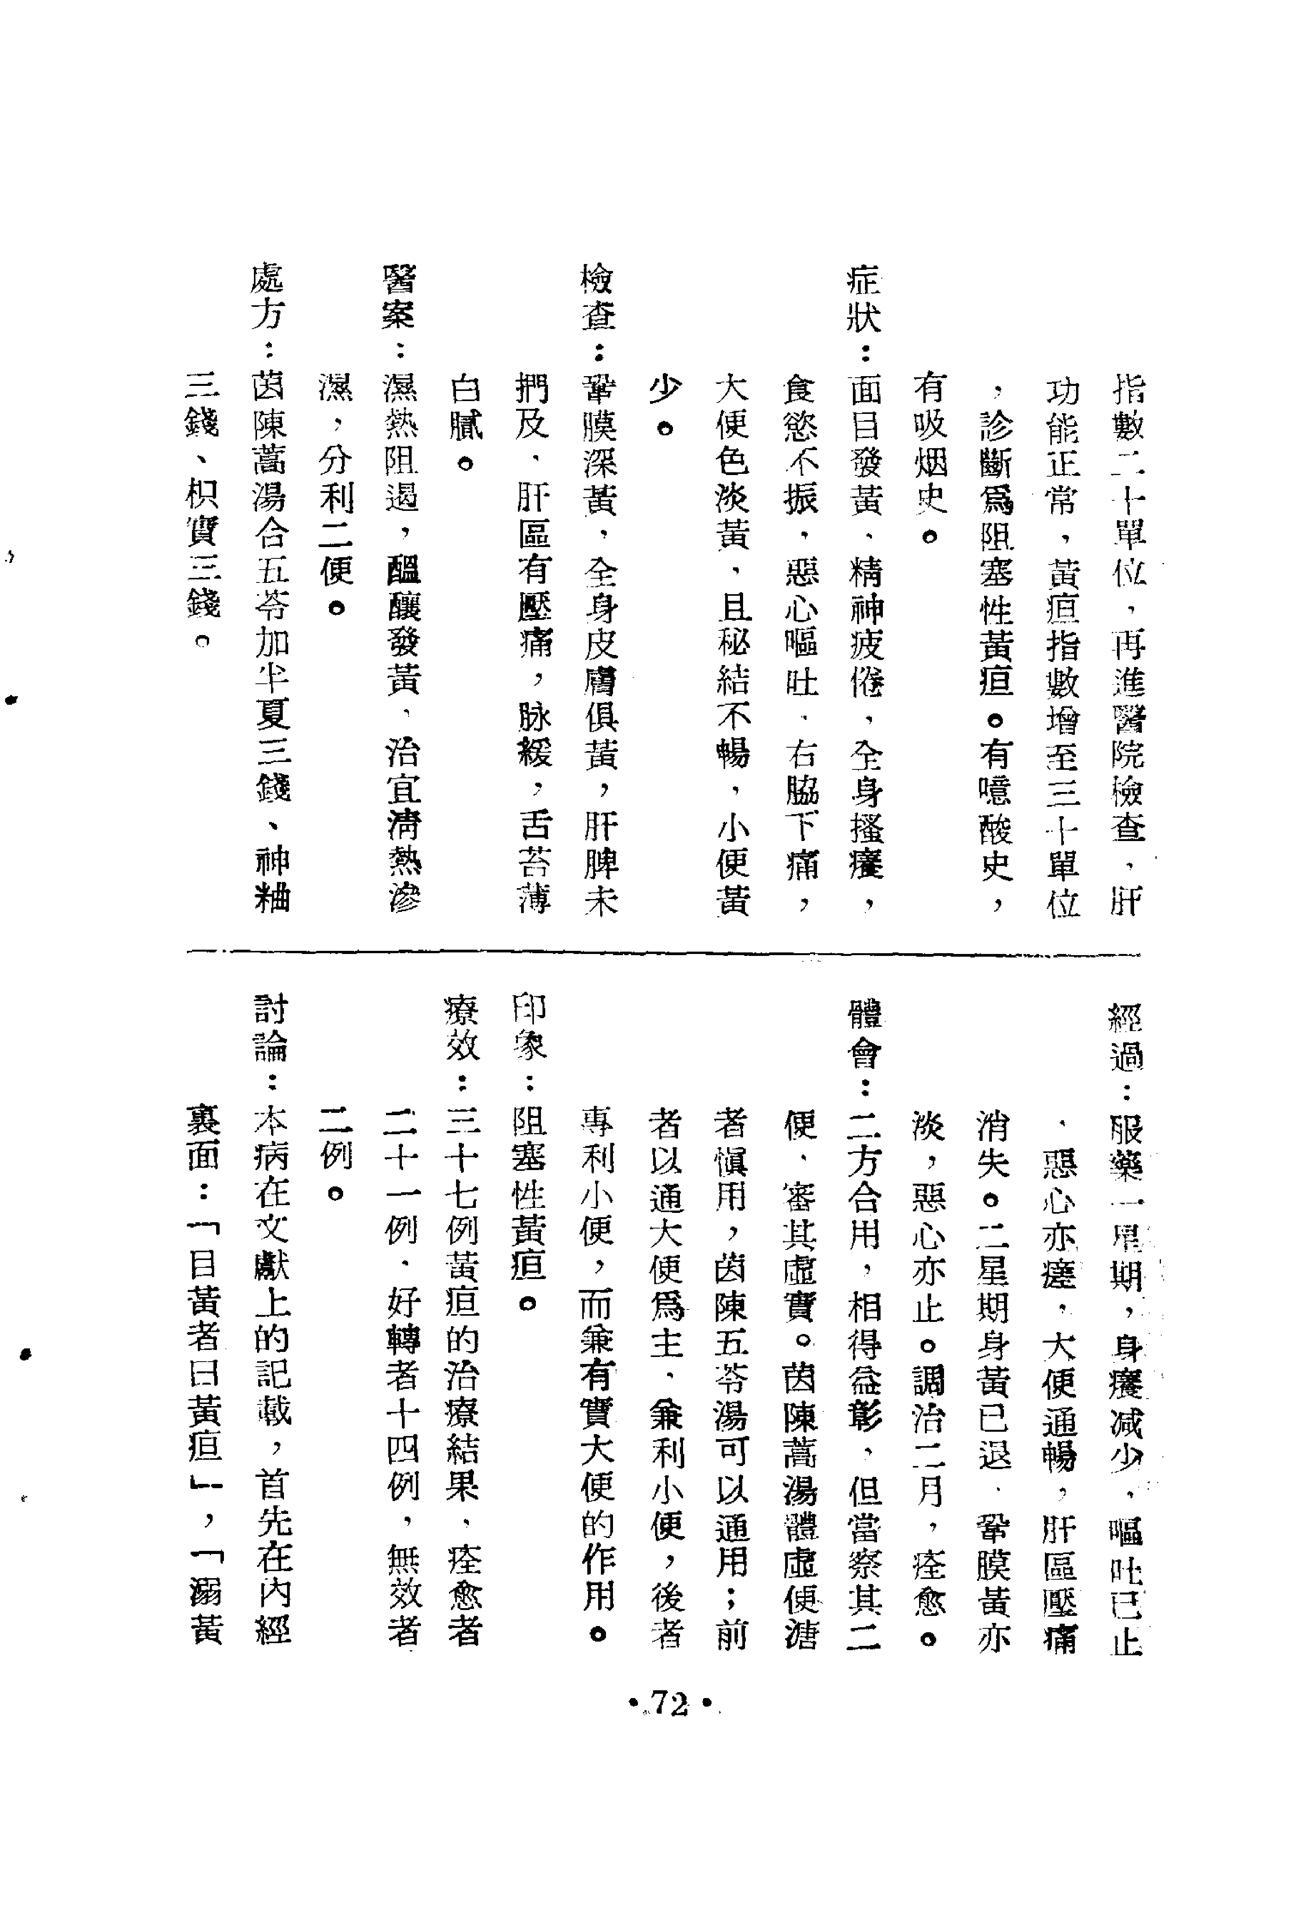 指數二十單位，再進醫院檢查，肝
功能正常，黃疸指數增至三十單位
，診斷爲阻塞性黃疸。有噫酸史，
有吸烟史。
症狀：面目發黃、精神疲倦，全身搔癢，
食慾不振，惡心嘔吐，右脇下痛，
大便色淡黃，且秘結不暢，小便黃
少。
檢查：鞏膜深黃，全身皮膚俱黃，肝脾未
捫及，肝區有壓痛，脉緩，舌苔薄
白膩。
醫案：濕熱阻遏，醞釀發黃，治宜淸熱滲
濕，分利二便。
處方：茵陳蒿湯合五苓加半夏三錢、神粬
三錢、枳實三錢。
經過：服藥一星期，身癢減少，嘔吐已止
，惡心亦瘥，大便通暢，肝區壓痛
消失。二星期身黃已退，鞏膜黃亦
淡，惡心亦止。調治二月，痊愈。
體會：二方合用，相得益彰，但當察其二
便，審其虛實。茵陳蒿湯體虛便溏
者愼用，茵陳五苓湯可以通用；前
者以通大便爲主，兼利小便，後者
專利小便，而兼有實大便的作用。
印象：阻塞性黃疸。
療效：三十七例黃疸的治療結果，痊愈者
二十一例，好轉者十四例，無效者
二例。
討論：本病在文獻上的記載，首先在內經
裏面：「目黃者曰黃疸」，「溺黃
•72•